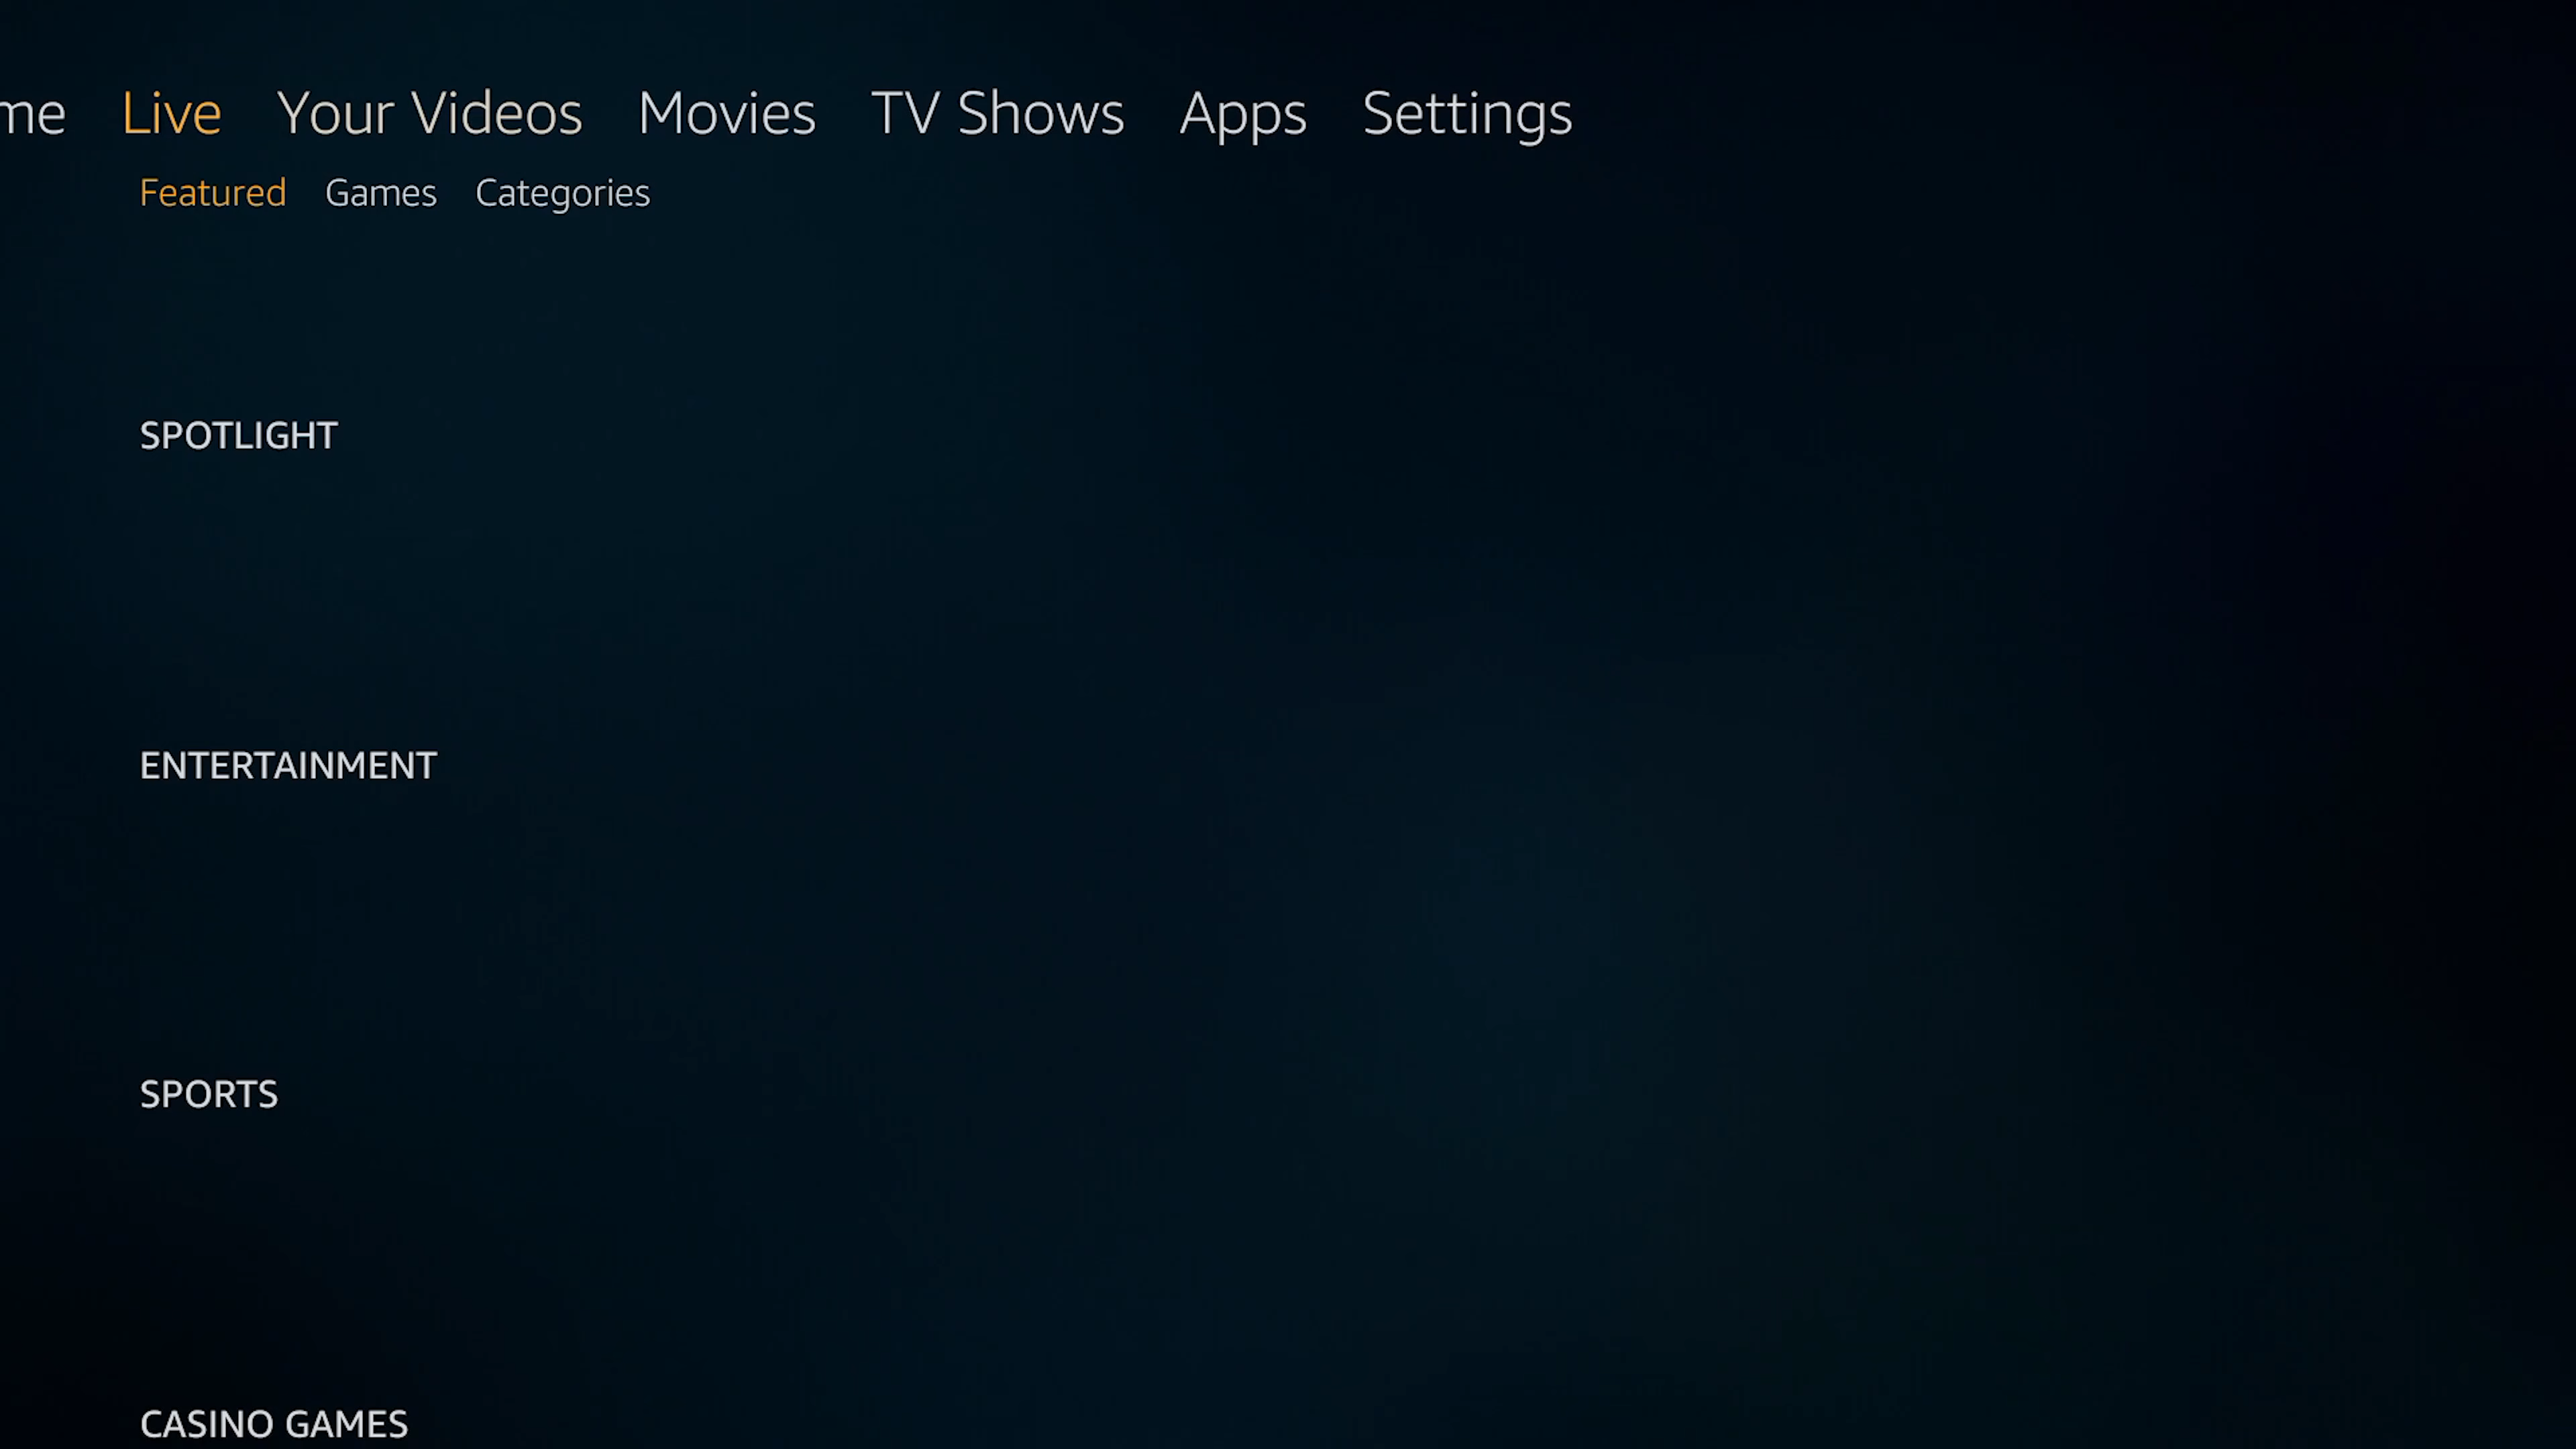 me Live Your Videos Movies TV Shows Apps Settings
Featured Games Categories
SPOTLIGHT
ENTERTAINMENT
SPORTS
CASINO GAMES